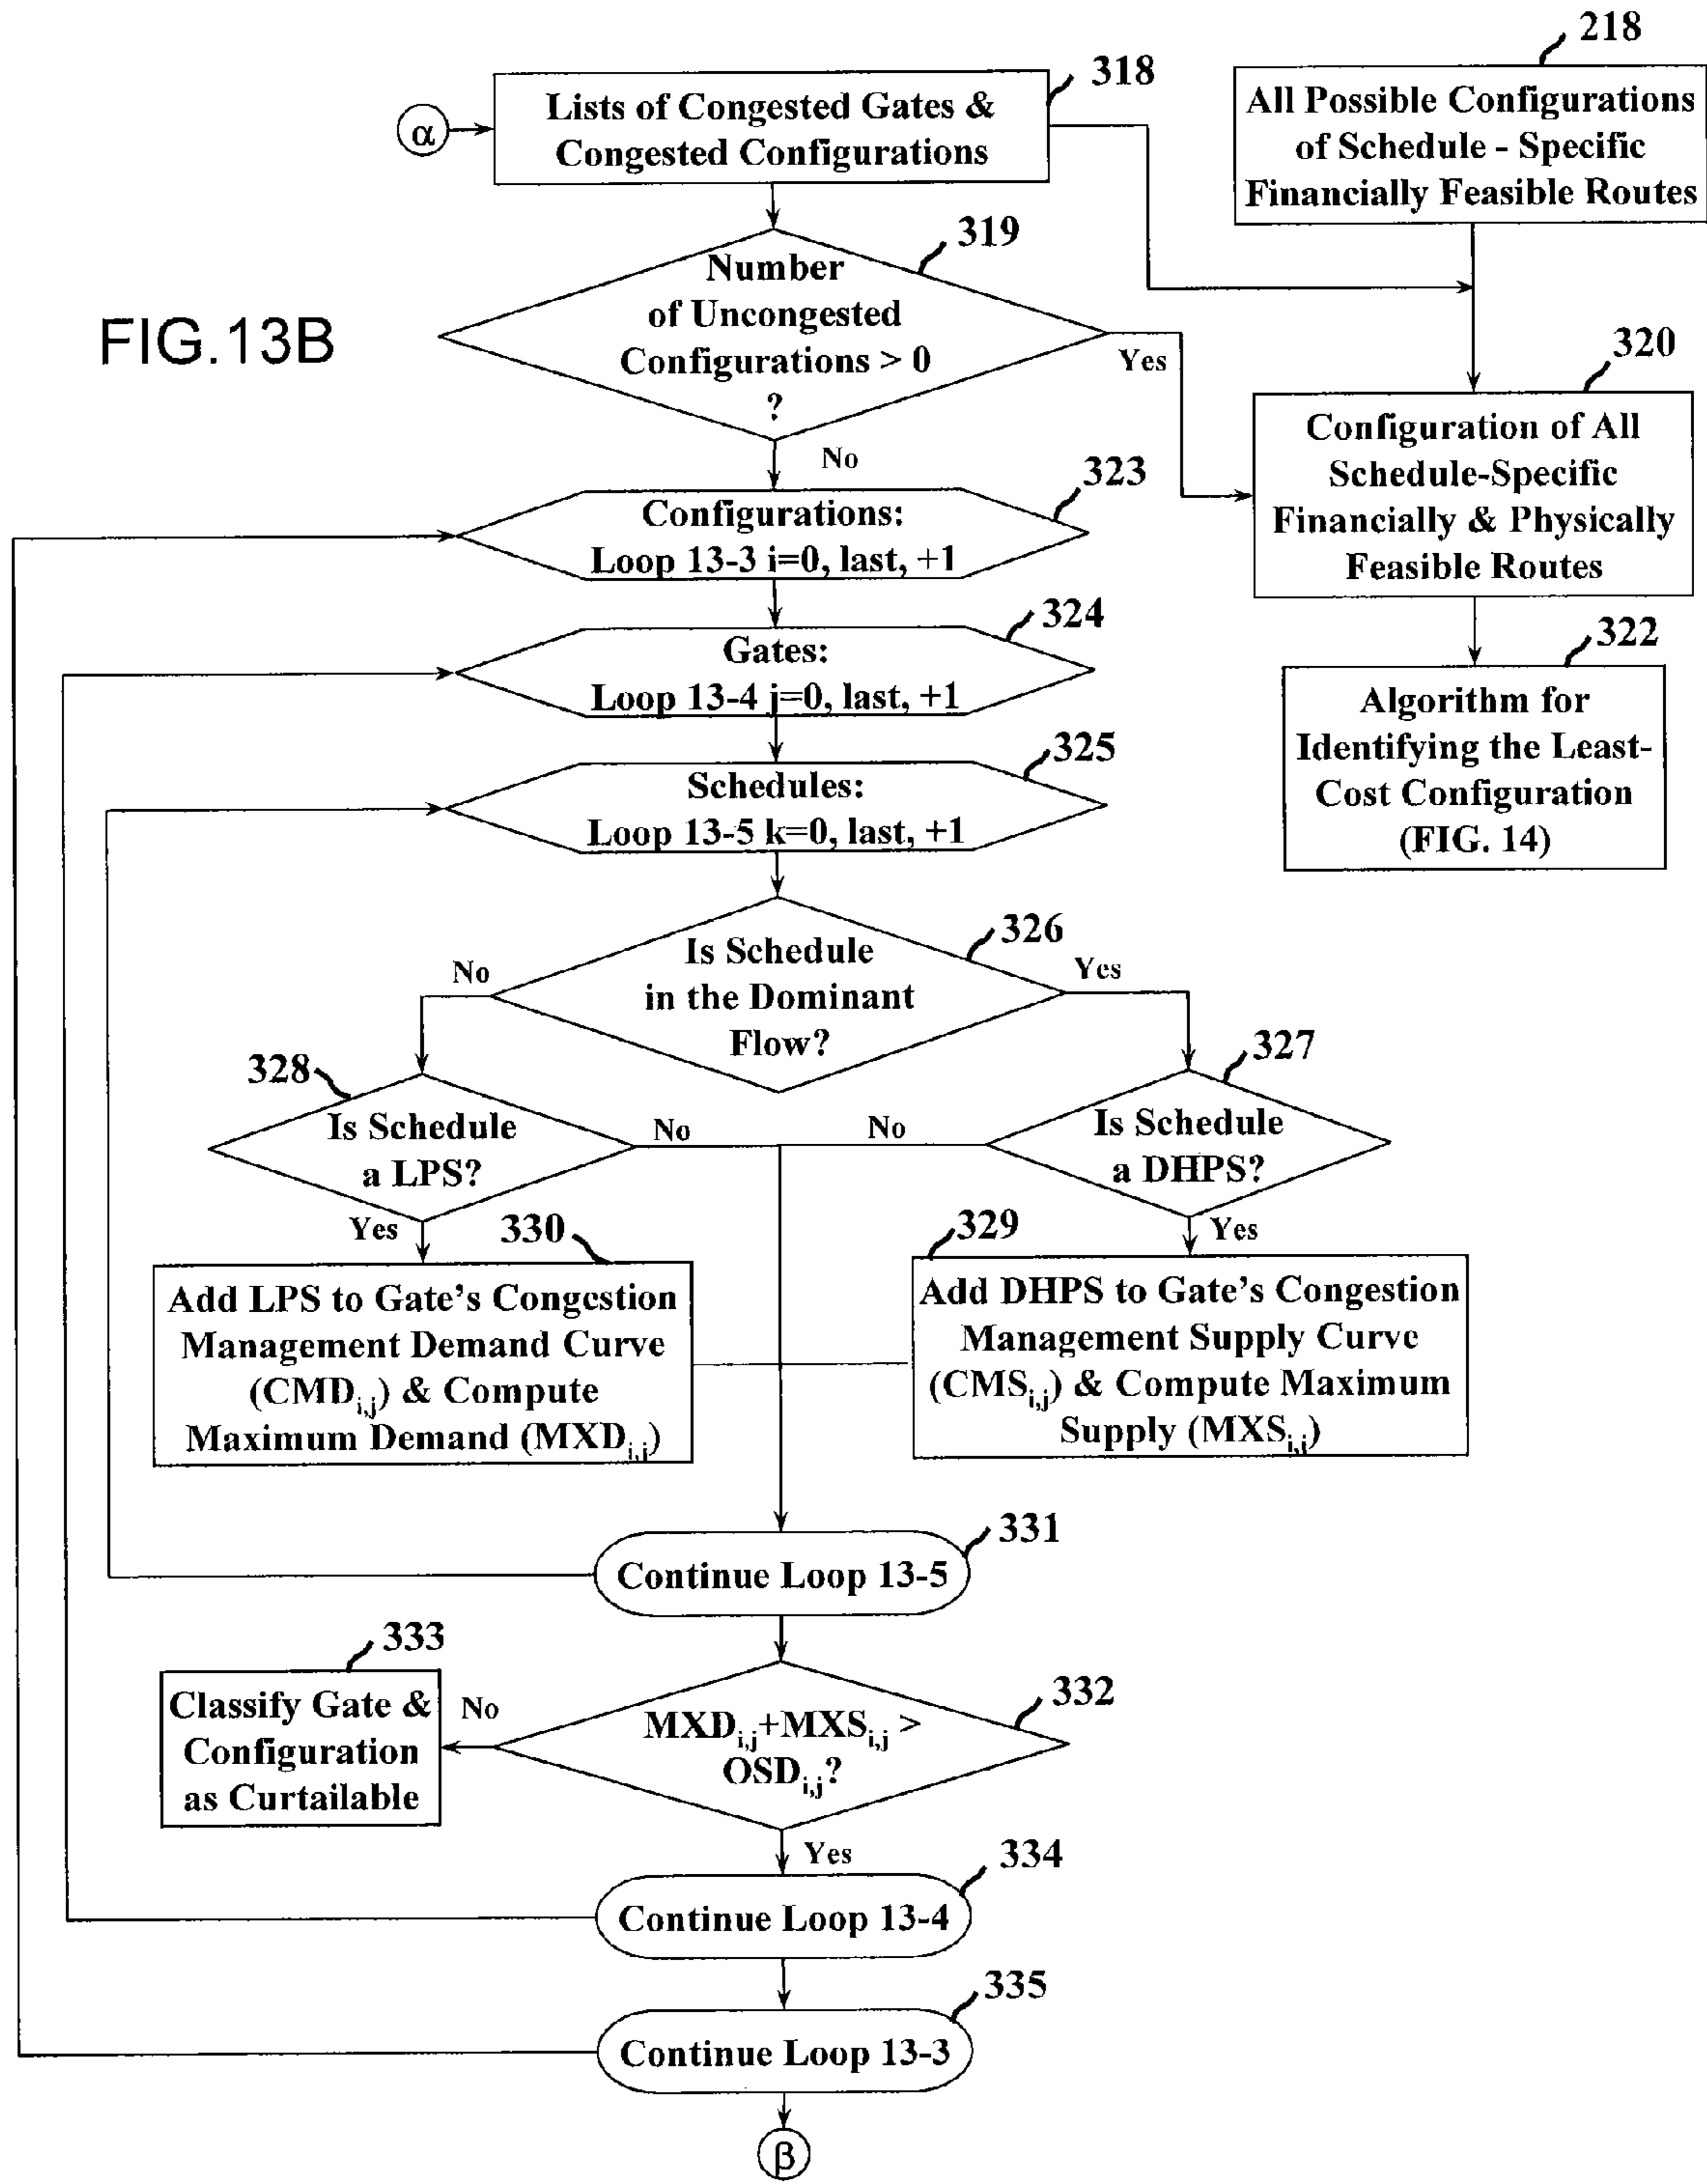 218
318
Lists of Congested Gates &
Congested Configurations
α
All Possible Configurations
of Schedule - Specific
Financially Feasible Routes
319
Number
of Uncongested
Configurations > 0
?
Yes
No
FIG.13B
320
Configuration of All
Schedule-Specific
Financially & Physically
Feasible Routes
323
Configurations:
Loop 13-3 i=0, last, +1
324
Gates:
Loop 13-4 j=0, last, +1
322
Algorithm for
Identifying the Least-
Cost Configuration
(FIG. 14)
325
Schedules:
Loop 13-5 k=0, last, +1
326
Is Schedule
in the Dominant
Flow?
No
Yes
328
Is Schedule
a LPS?
No
Yes
327
Is Schedule
a DHPS?
No
Yes
330
Add LPS to Gate's Congestion
Management Demand Curve
(CMDi,j) & Compute
Maximum Demand (MXDi,j)
329
Add DHPS to Gate's Congestion
Management Supply Curve
(CMSi,j) & Compute Maximum
Supply (MXSi,j)
331
Continue Loop 13-5
333
Classify Gate &
Configuration
as Curtailable
No
332
MXDi,j+MXSi,j >
OSDi,j?
Yes
334
Continue Loop 13-4
335
Continue Loop 13-3
β